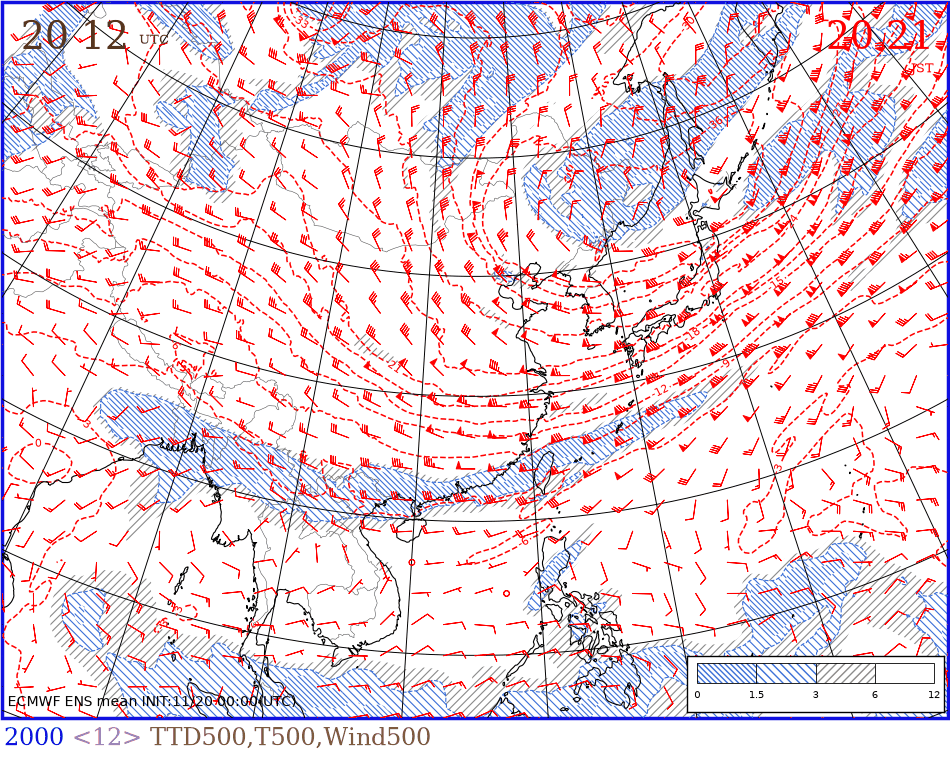 20 12 UTC
20 21
JST
0
ECMWF ENS mean INIT:11/20 00:00(UTC)
0 1.5 3 6 12
2000 <12> TTD500,T500,Wind500